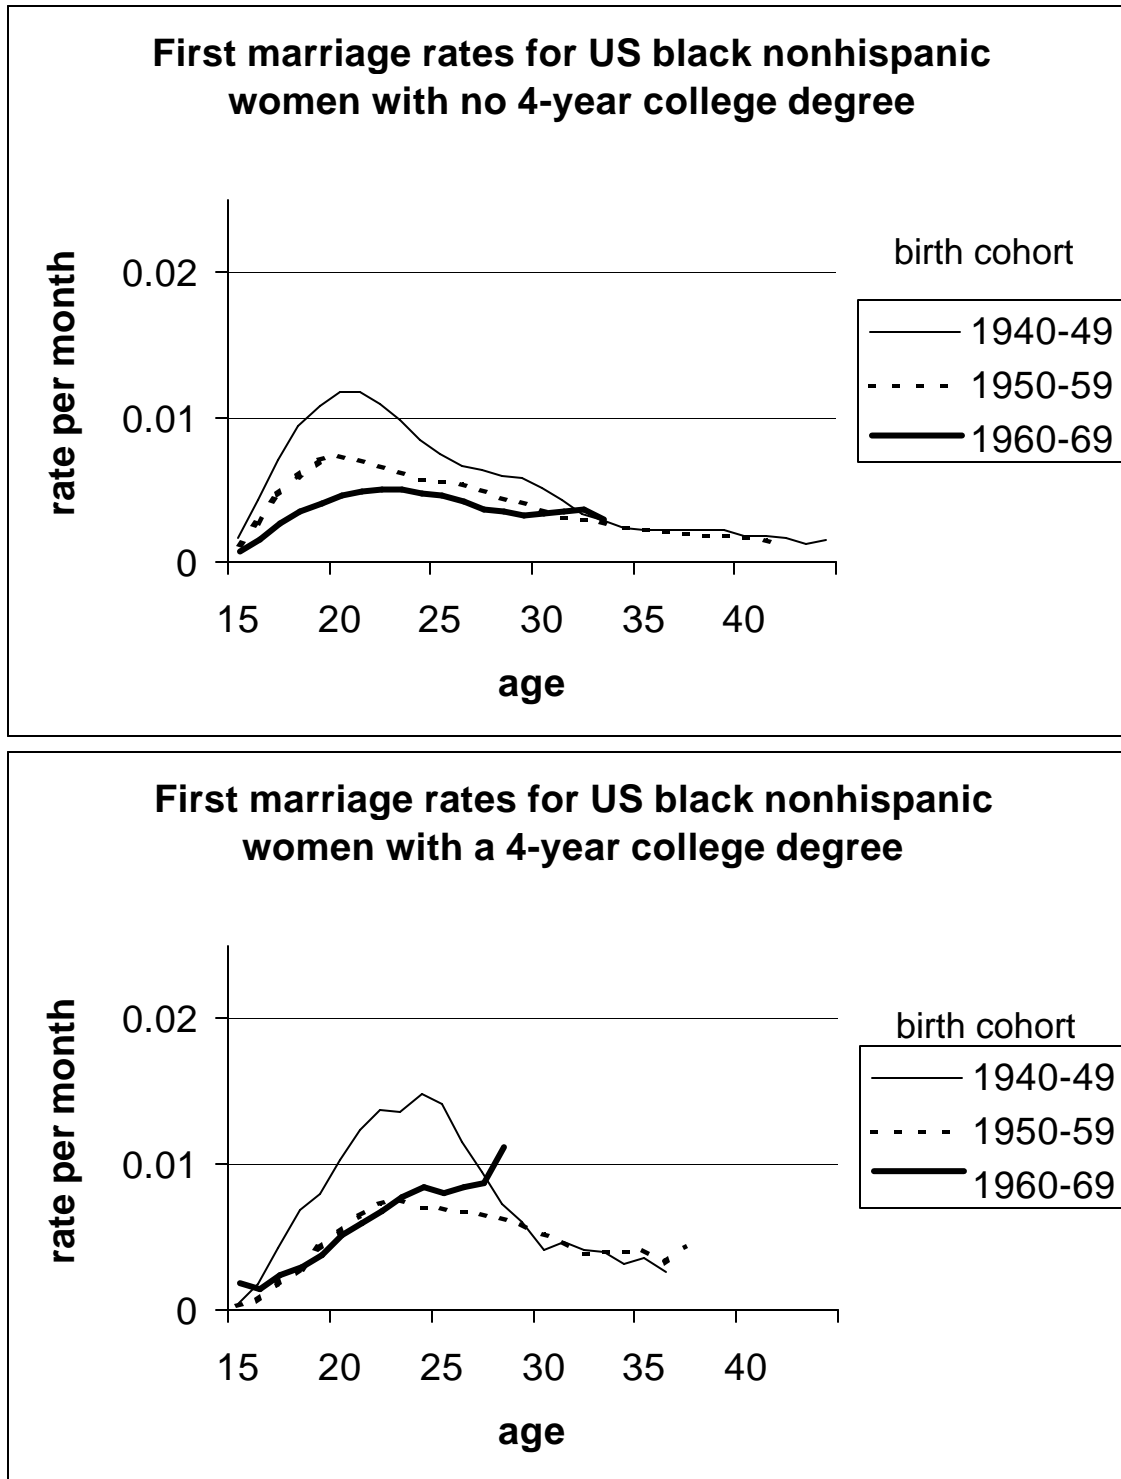 First marriage rates for US black nonhispanic
women with no 4-year college degree
rate per month
0.02
0.01
0
15 20 25 30 35 40
age
birth cohort
1940-49
1950-59
1960-69
First marriage rates for US black nonhispanic
women with a 4-year college degree
rate per month
0.02
0.01
0
15 20 25 30 35 40
age
birth cohort
1940-49
1950-59
1960-69